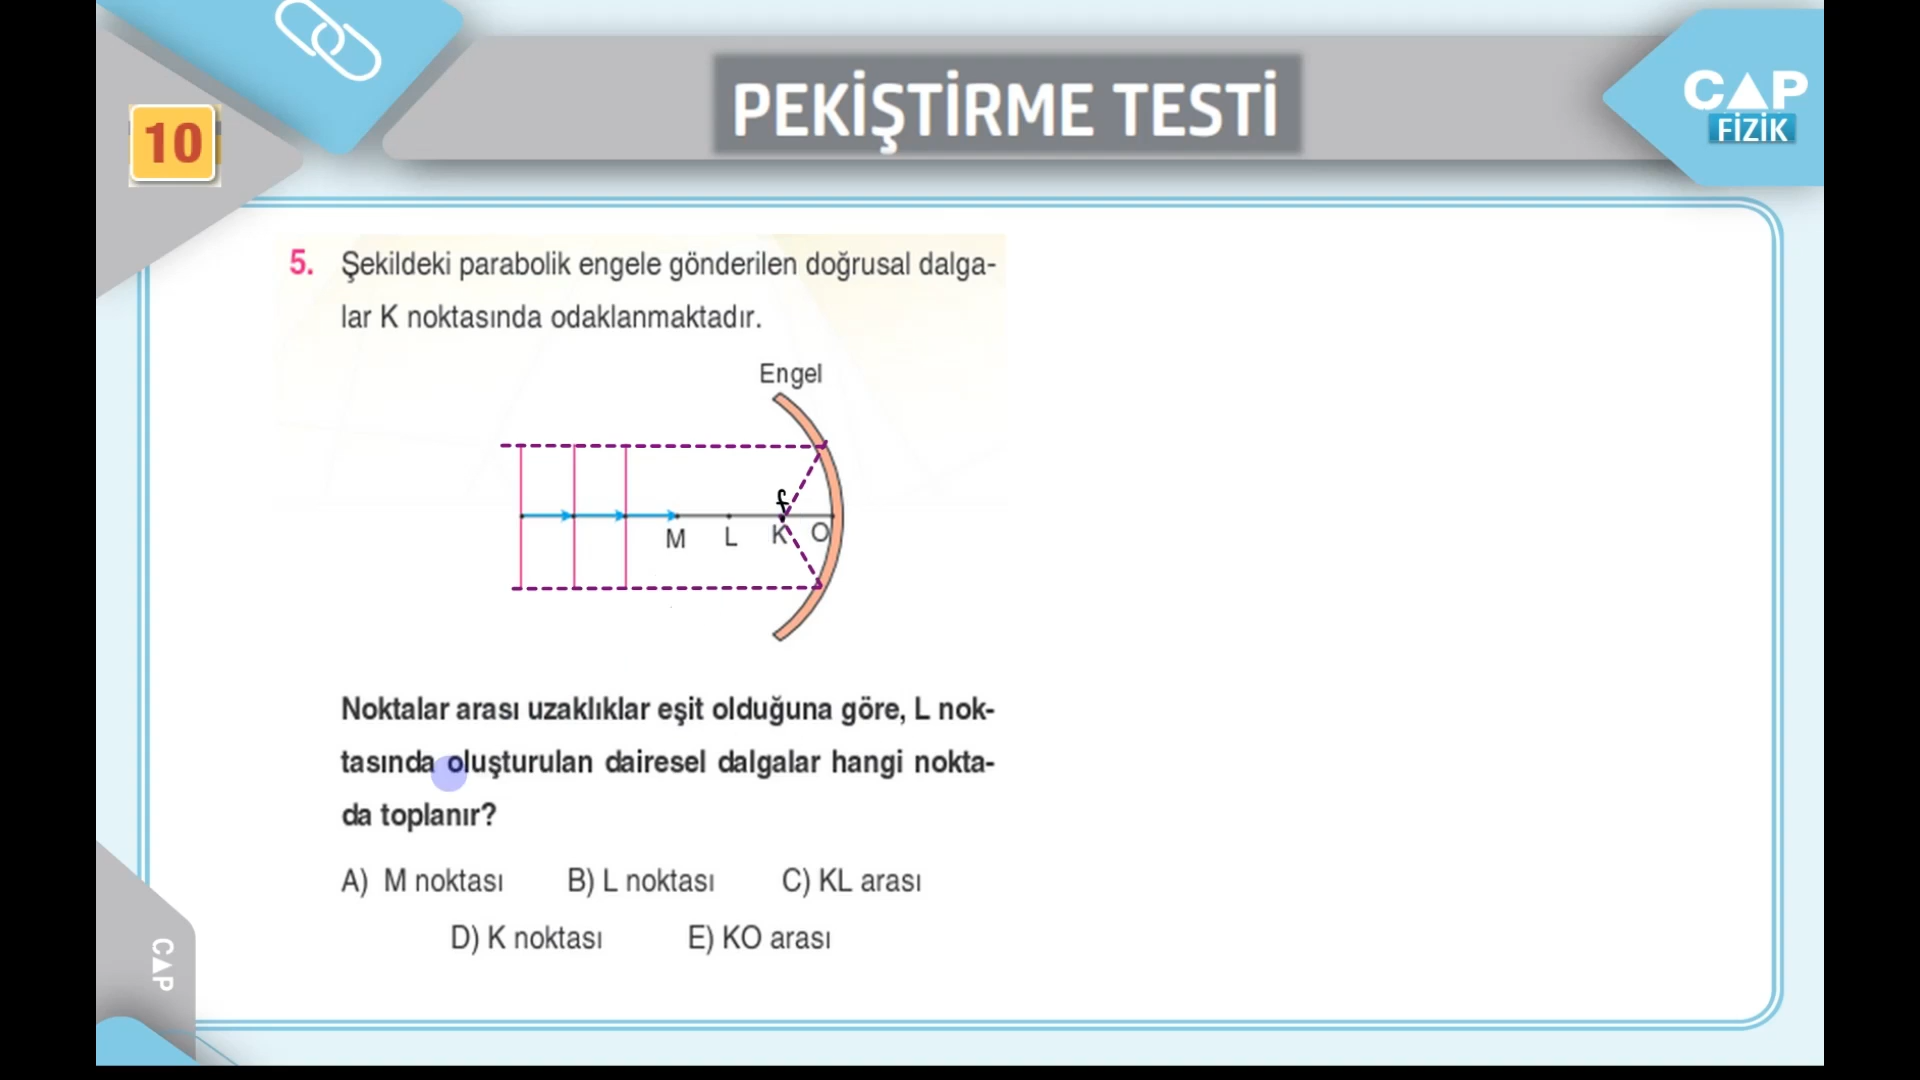 PEKİŞTİRME TESTİ
CAP
FİZİK
10
5. Şekildeki parabolik engele gönderilen doğrusal dalga-
lar K noktasında odaklanmaktadır.
Engel
f
M L K O
Noktalar arası uzaklıklar eşit olduğuna göre, L nok-
tasında oluşturulan dairesel dalgalar hangi nokta-
da toplanır?
A) M noktası B) L noktası C) KL arası
D) K noktası E) KO arası
CAP